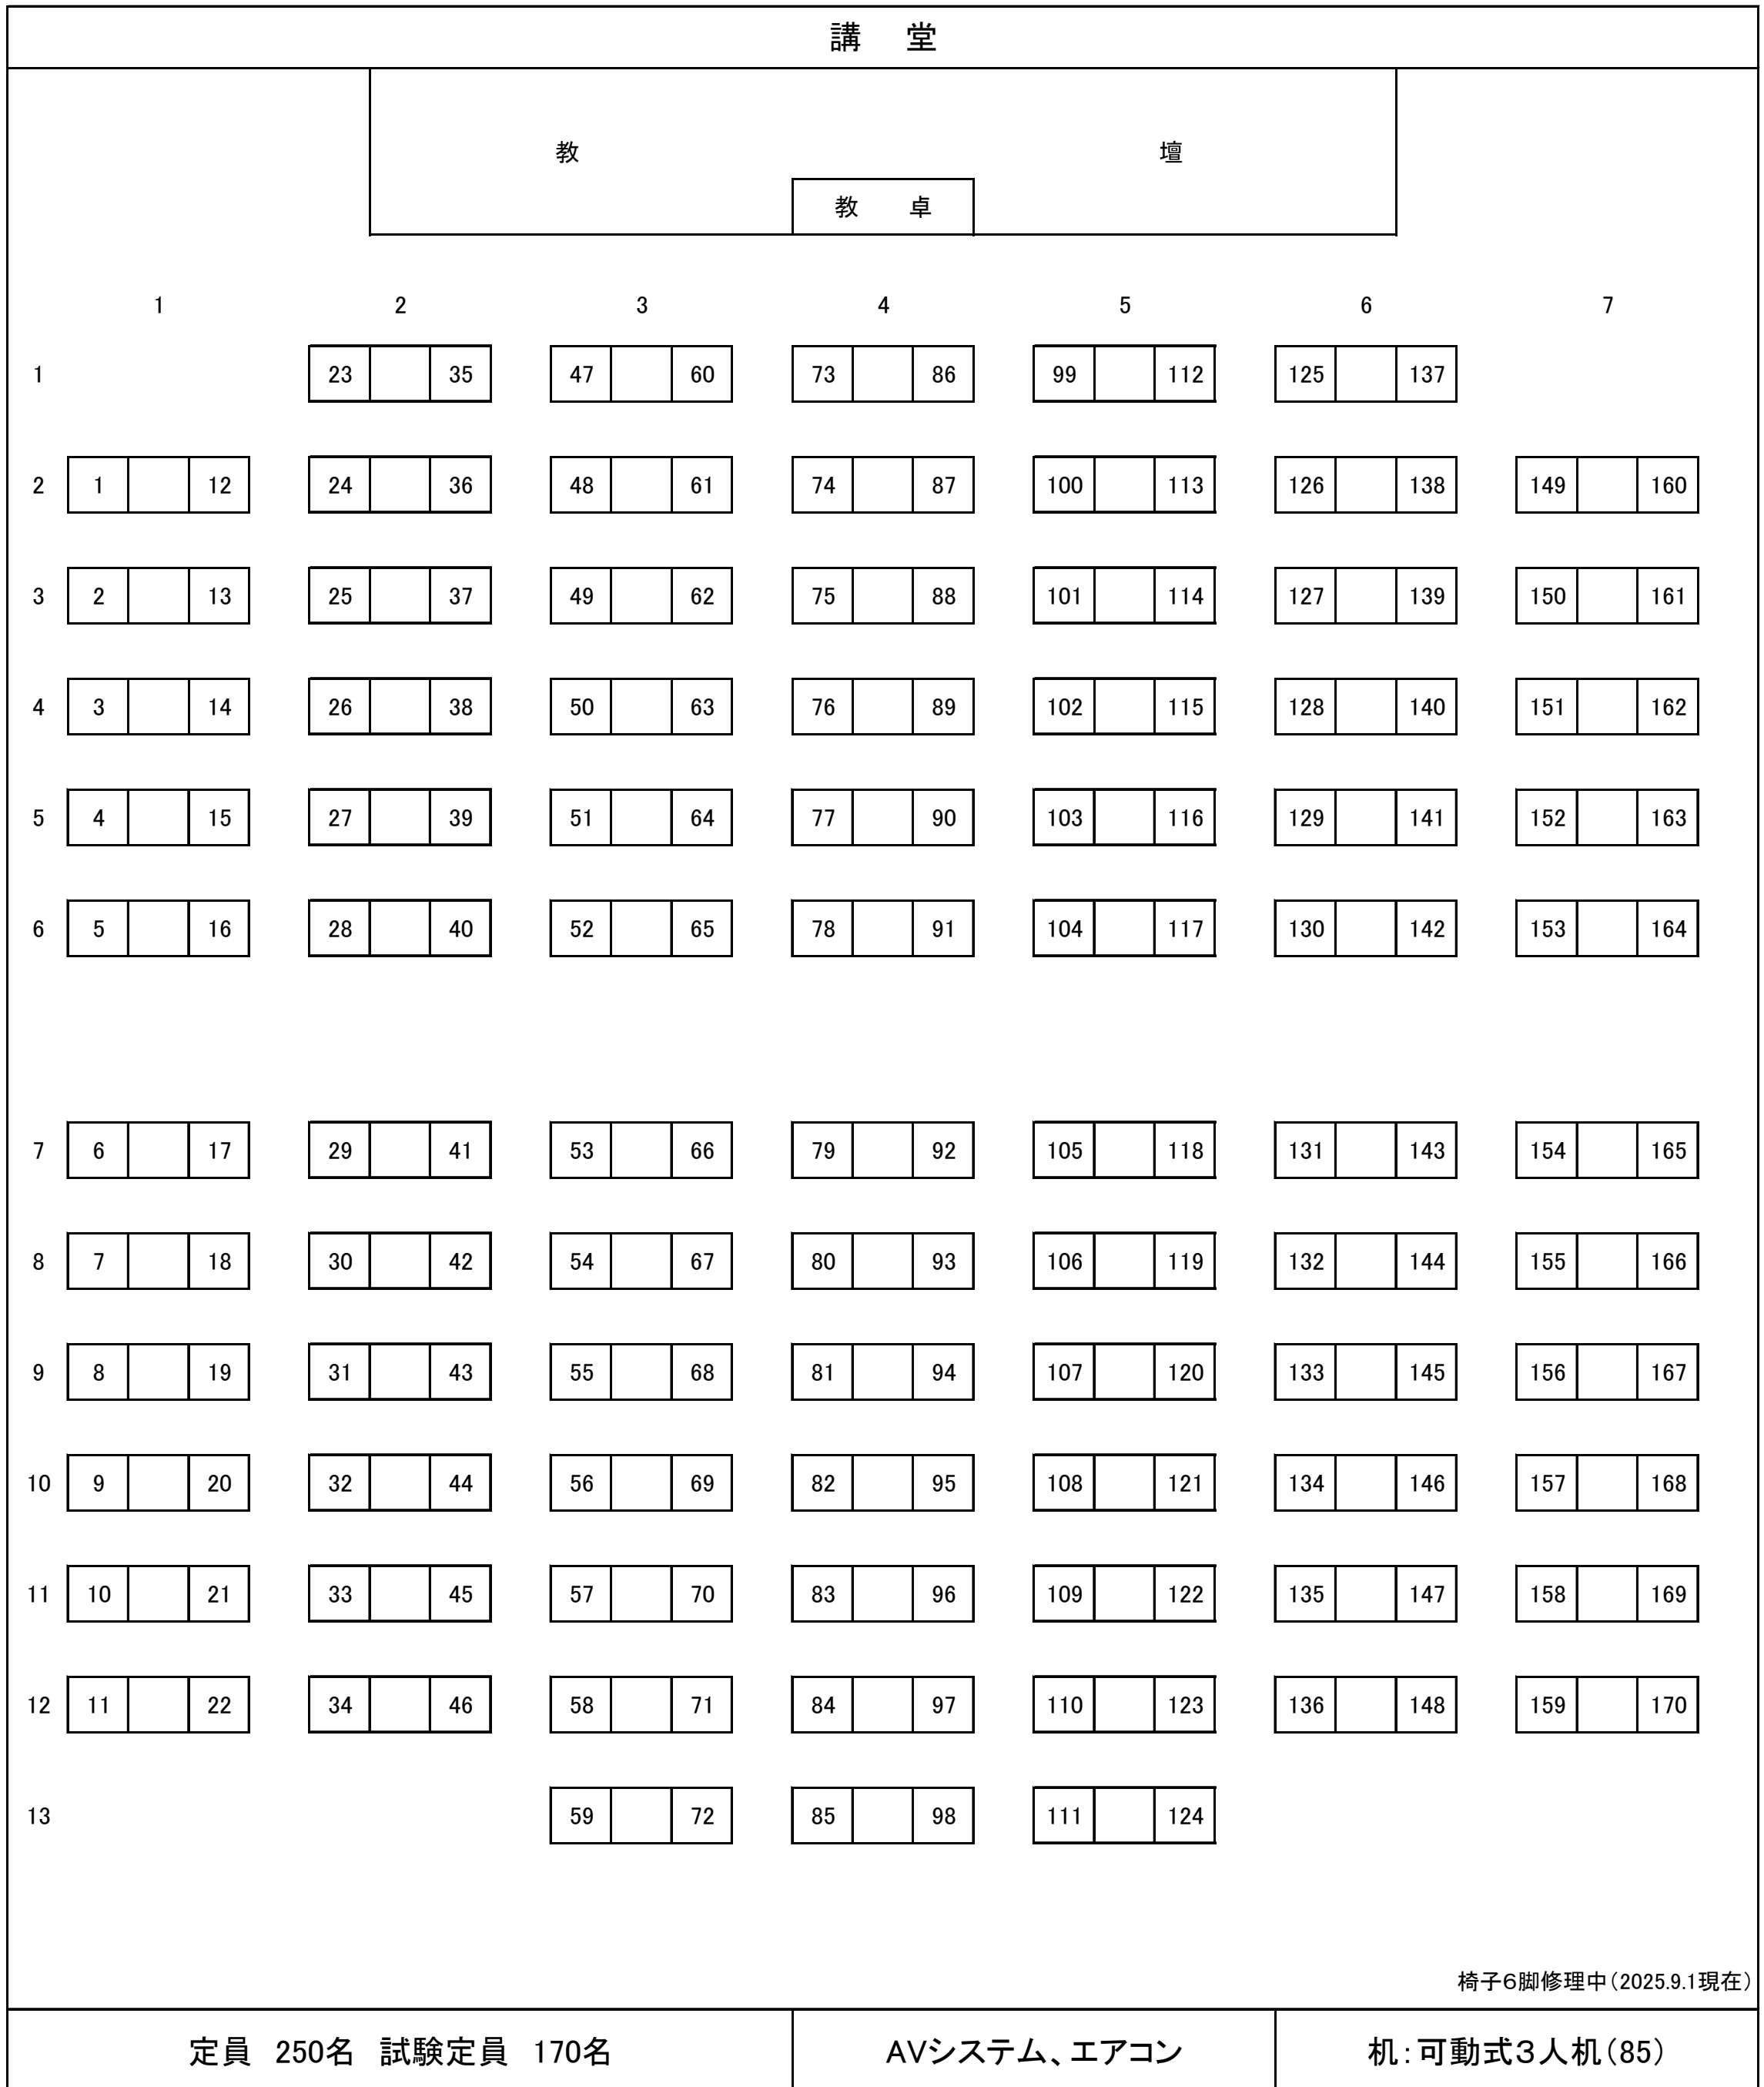 講 堂
教 壇
教 卓
1 2 3 4 5 6 7
1 23 35 47 60 73 86 99 112 125 137
2 1 12 24 36 48 61 74 87 100 113 126 138 149 160
3 2 13 25 37 49 62 75 88 101 114 127 139 150 161
4 3 14 26 38 50 63 76 89 102 115 128 140 151 162
5 4 15 27 39 51 64 77 90 103 116 129 141 152 163
6 5 16 28 40 52 65 78 91 104 117 130 142 153 164
7 6 17 29 41 53 66 79 92 105 118 131 143 154 165
8 7 18 30 42 54 67 80 93 106 119 132 144 155 166
9 8 19 31 43 55 68 81 94 107 120 133 145 156 167
10 9 20 32 44 56 69 82 95 108 121 134 146 157 168
11 10 21 33 45 57 70 83 96 109 122 135 147 158 169
12 11 22 34 46 58 71 84 97 110 123 136 148 159 170
13 59 72 85 98 111 124
椅子6脚修理中(2025.9.1現在)
定員 250名 試験定員 170名 AVシステム、エアコン 机:可動式3人机(85)